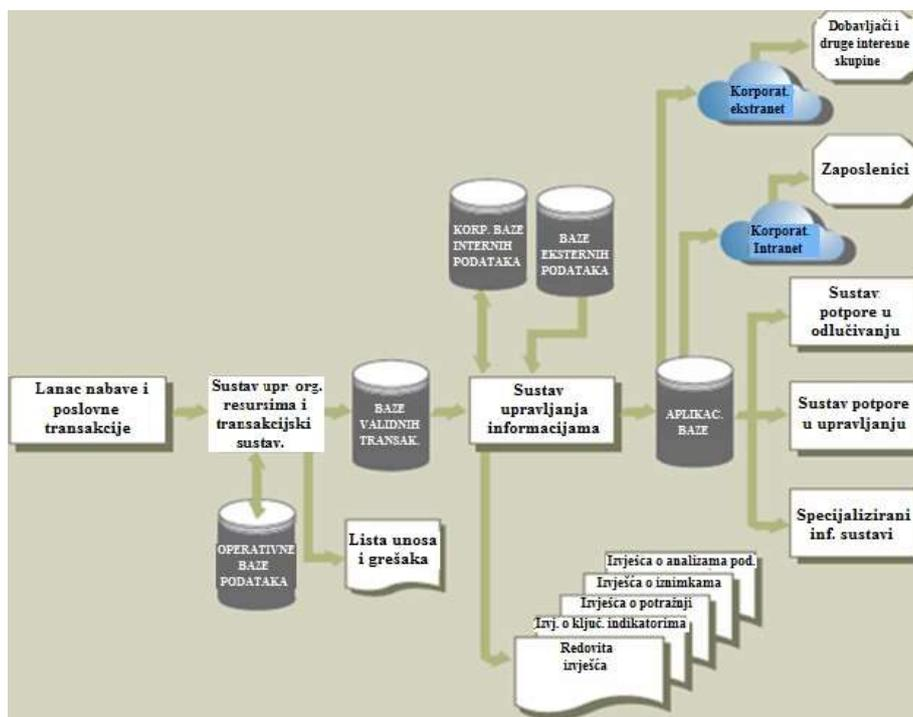 Dobavljači i
druge interesne
skupine
Korporat.
ekstranet
Zaposlenici
Korporat.
Intranet
KORP. BAZE
INTERNIH
PODATAKA
BAZE
EKSTERNIH
PODATAKA
Sustav
potpore u
odlučivanju
Lanac nabave i
poslovne
transakcije
Sustav upr. org.
resursima i
transakcijski
sustav.
BAZE
VALIDNIH
TRANSAK.
Sustav
upravljanja
informacijama
APLIKAC.
BAZE
Sustav potpore
u upravljanju
OPERATIVNE
BAZE
PODATAKA
Lista unosa
i grešaka
Specijalizirani
inf. sustavi
Izvješća o analizama pod.
Izvješća o iznimkama
Izvješća o potražnji
Izvj. o ključ. indikatorima
Redovita
izvješća